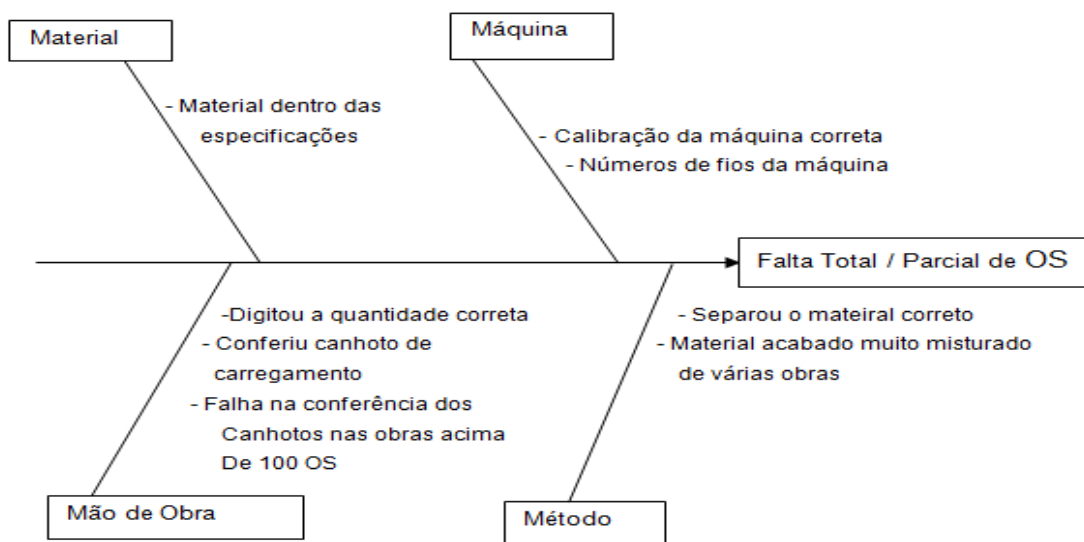 Material
Máquina
- Material dentro das
especificações
- Calibração da máquina correta
- Números de fios da máquina
Falta Total / Parcial de OS
-Digitou a quantidade correta
- Conferiu canhoto de
carregamento
- Falha na conferência dos
Canhotos nas obras acima
De 100 OS
- Separou o mateiral correto
- Material acabado muito misturado
de várias obras
Mão de Obra
Método